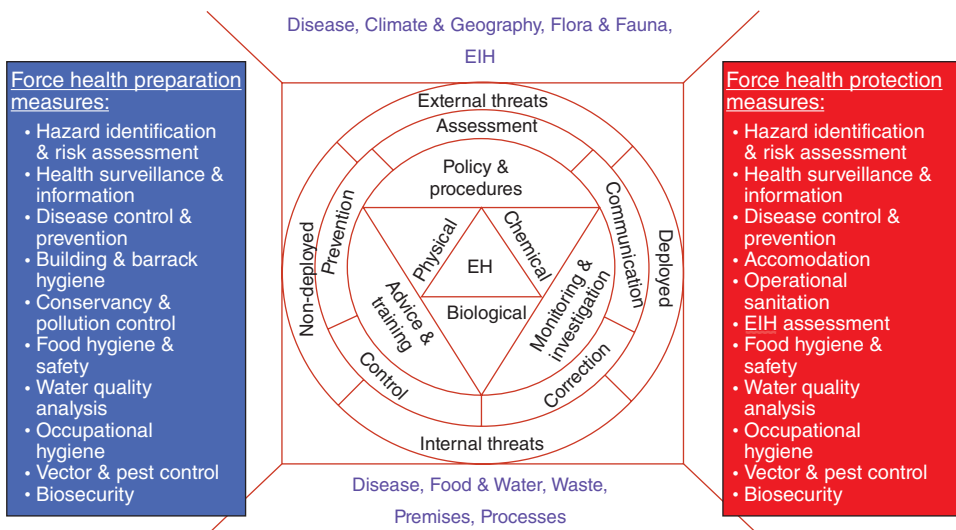 Disease, Climate & Geography, Flora & Fauna,
EIH
Force health preparation
measures:
• Hazard identification
& risk assessment
• Health surveillance &
information
• Disease control &
prevention
• Building & barrack
hygiene
• Conservancy &
pollution control
• Food hygiene &
safety
• Water quality
analysis
• Occupational
hygiene
• Vector & pest control
• Biosecurity
External threats
Assessment
Policy &
procedures
Prevention
Communication
Non-deployed
Deployed
Physical
Chemical
EH
Biological
Advice &
training
Monitoring &
investigation
Control
Correction
Internal threats
Disease, Food & Water, Waste,
Premises, Processes
Force health protection
measures:
• Hazard identification
& risk assessment
• Health surveillance &
information
• Disease control &
prevention
• Accomodation
• Operational
sanitation
• EIH assessment
• Food hygiene &
safety
• Water quality
analysis
• Occupational
hygiene
• Vector & pest control
• Biosecurity